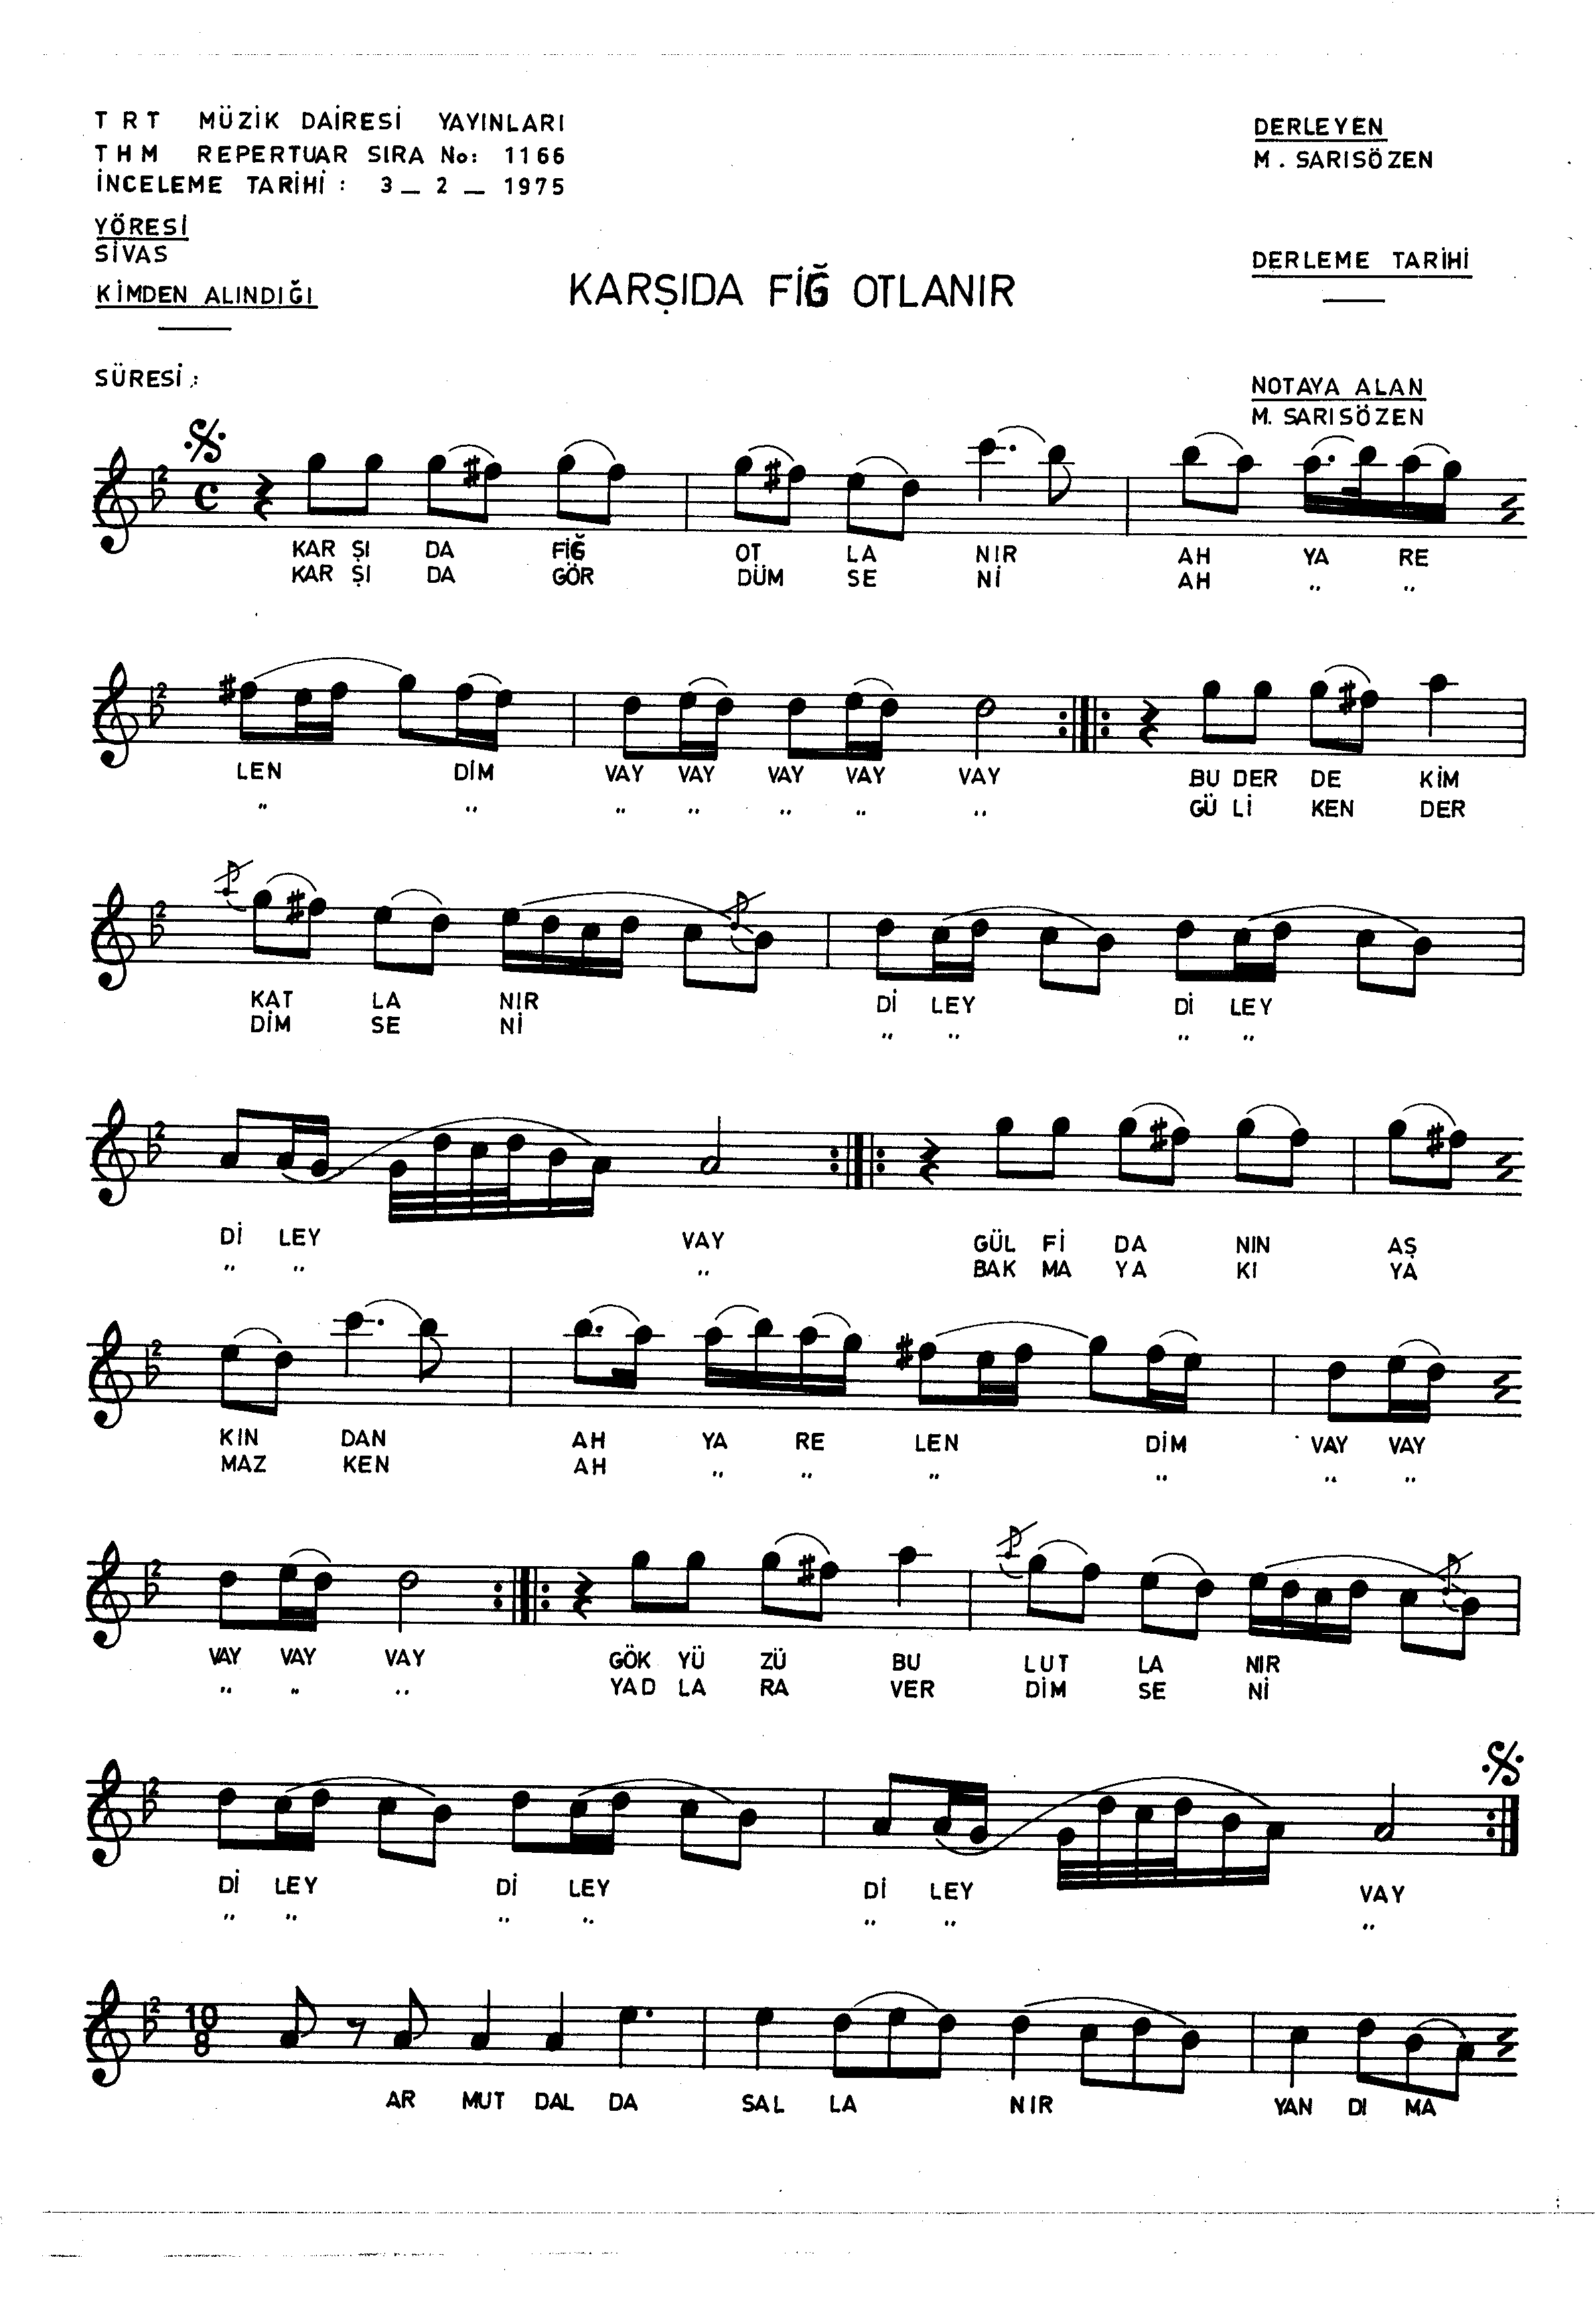 TRT MÜZİK DAİRESİ YAYINLARI
THM REPERTUAR SIRA No: 1166
İNCELEME TARİHİ : 3 _ 2 _ 1975
YÖRESİ
SİVAS
KİMDEN ALINDIĞI
SÜRESİ :
KARŞIDA FİĞ OTLANIR
DERLEYEN
M. SARISÖZEN
DERLEME TARİHİ
NOTAYA ALAN
M. SARISÖZEN
KAR ŞI DA FİĞ OT LA NIR AH YA RE
KAR ŞI DA GÖR DÜM SE Nİ AH " "
LEN DİM VAY VAY VAY VAY VAY BU DER DE KİM
" " " " " " " GÜ Lİ KEN DER
KAT LA NIR Dİ LEY Dİ LEY
DİM SE Nİ " " " "
Dİ LEY VAY GÜL Fİ DA NIN AŞ
" " " BAK MA YA KI YA
KIN DAN AH YA RE LEN DİM VAY VAY
MAZ KEN AH " " " " " "
VAY VAY VAY GÖK YÜ ZÜ BU LUT LA NIR
" " " YAD LA RA VER DİM SE Nİ
Dİ LEY Dİ LEY Dİ LEY VAY
" " " " " " "
10
8
AR MUT DAL DA SAL LA NIR YAN DI MA